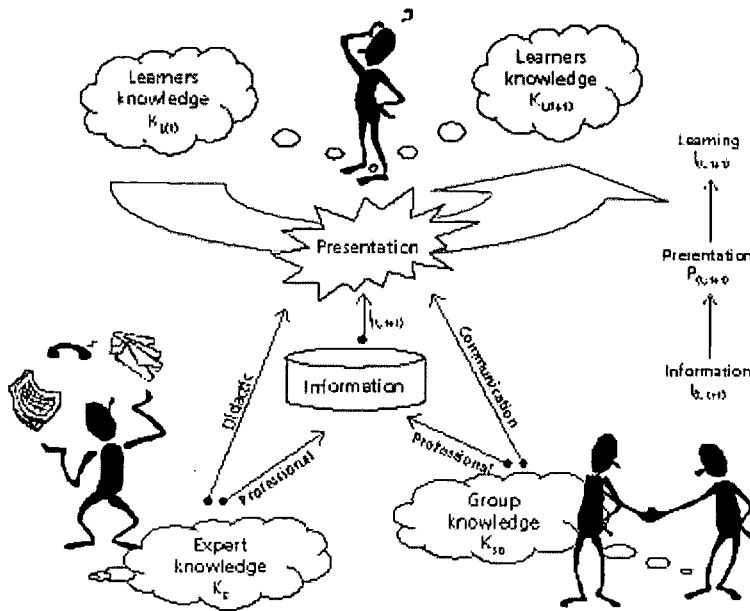 Learners
knowledge
K
Learners
knowledge
K
Learning
Presentation
Presentation
P
Information
Information
Didactic
Professional
Professional
Communication
Expert
knowledge
K
Group
knowledge
K